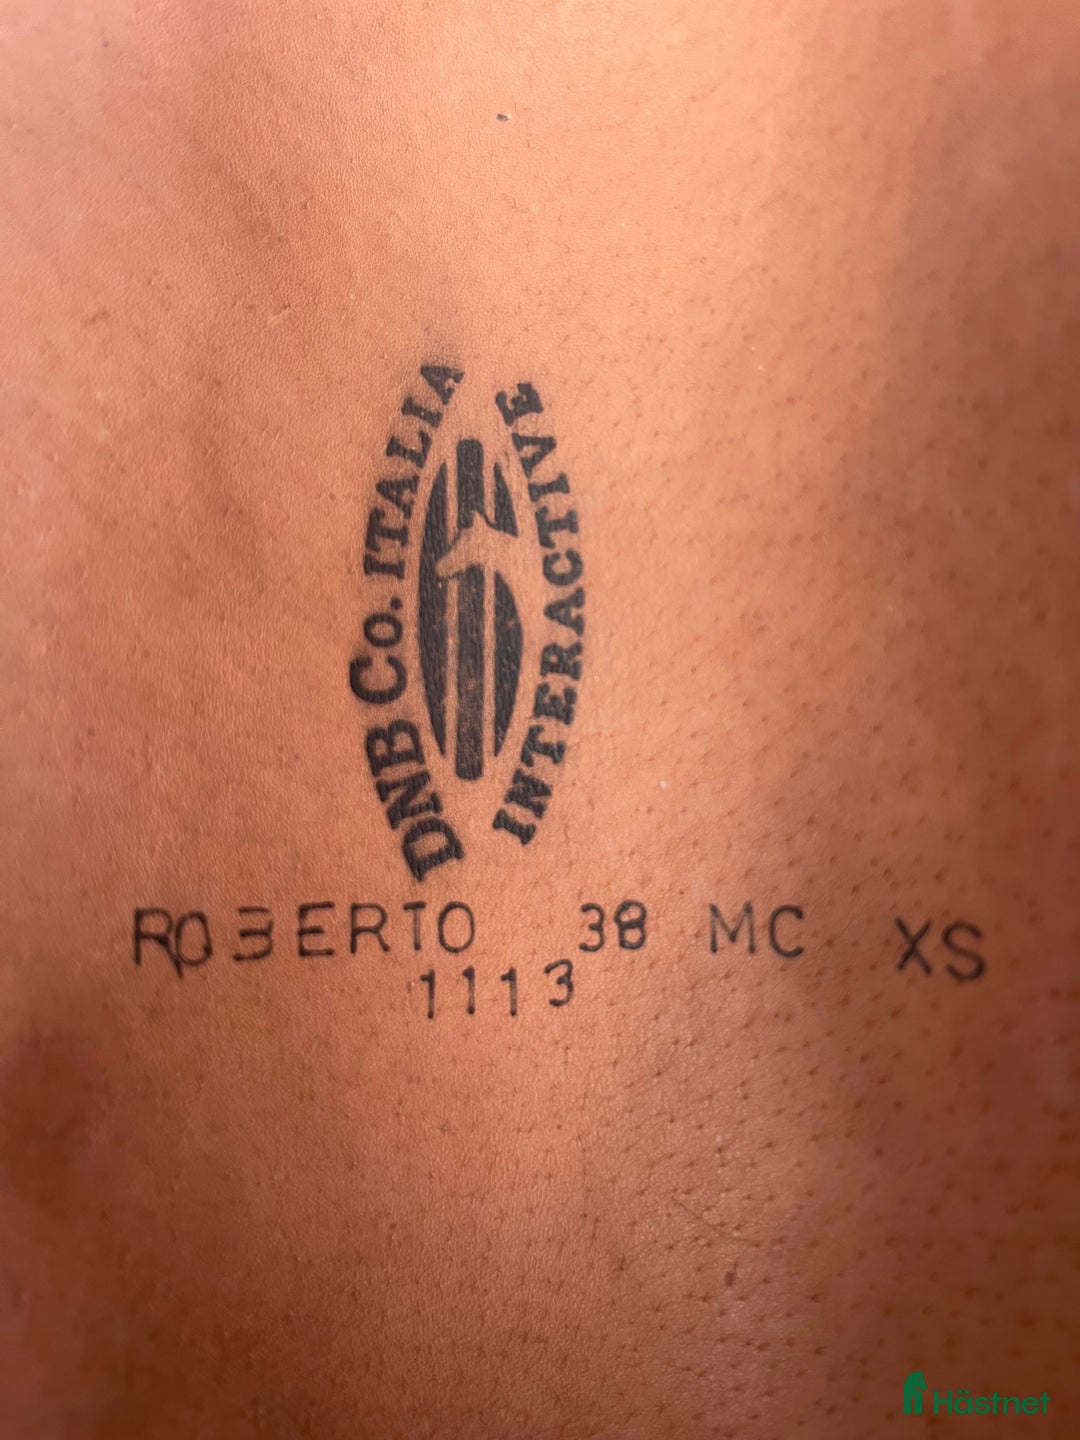 DNB Co. ITALIA
INTERACTIVE
ROBERTO 38 MC XS
1113
Hästnet